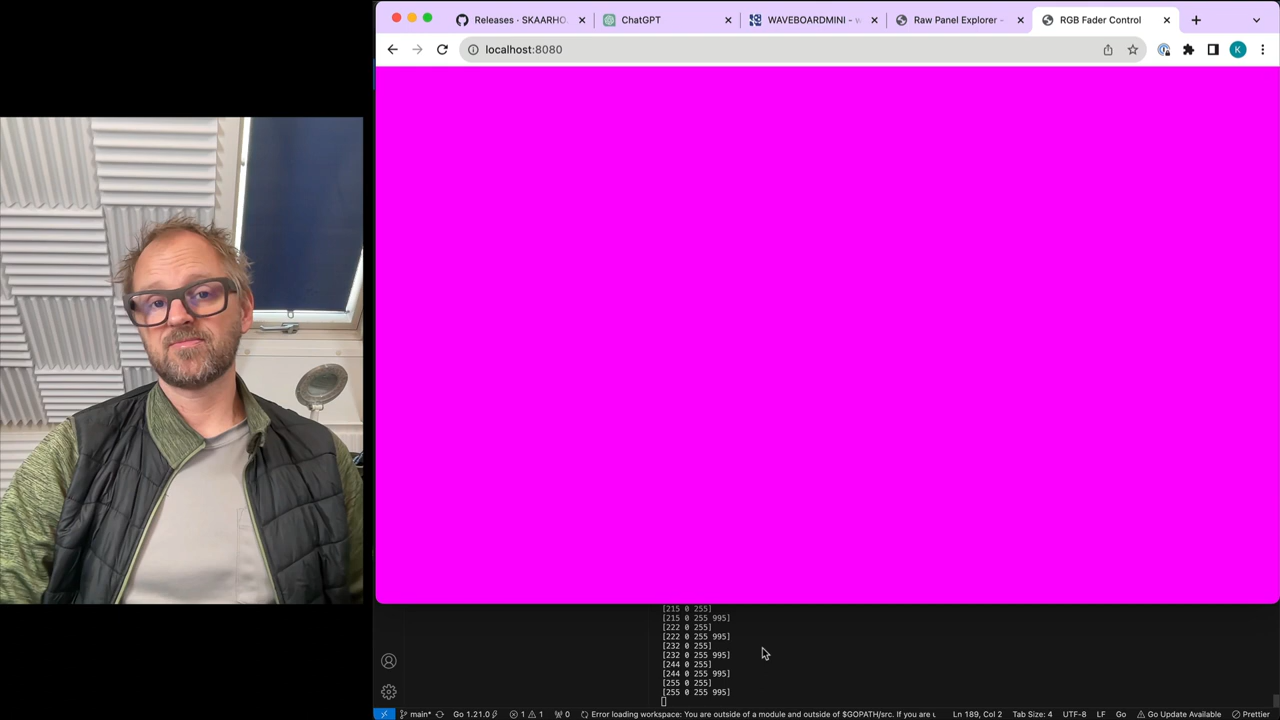 Releases · SKAARHO
ChatGPT
WAVEBOARDMINI - w
Raw Panel Explorer -
RGB Fader Control
localhost:8080
K
[215 0 255]
[215 0 255 995]
[222 0 255]
[222 0 255 995]
[232 0 255]
[232 0 255 995]
[244 0 255]
[244 0 255 995]
[255 0 255]
[255 0 255 995]
main* Go 1.21.0 1 1 0 Error loading workspace: You are outside of a module and outside of $GOPATH/src. If you are u Ln 189, Col 2 Tab Size: 4 UTF-8 LF Go Go Update Available Prettier